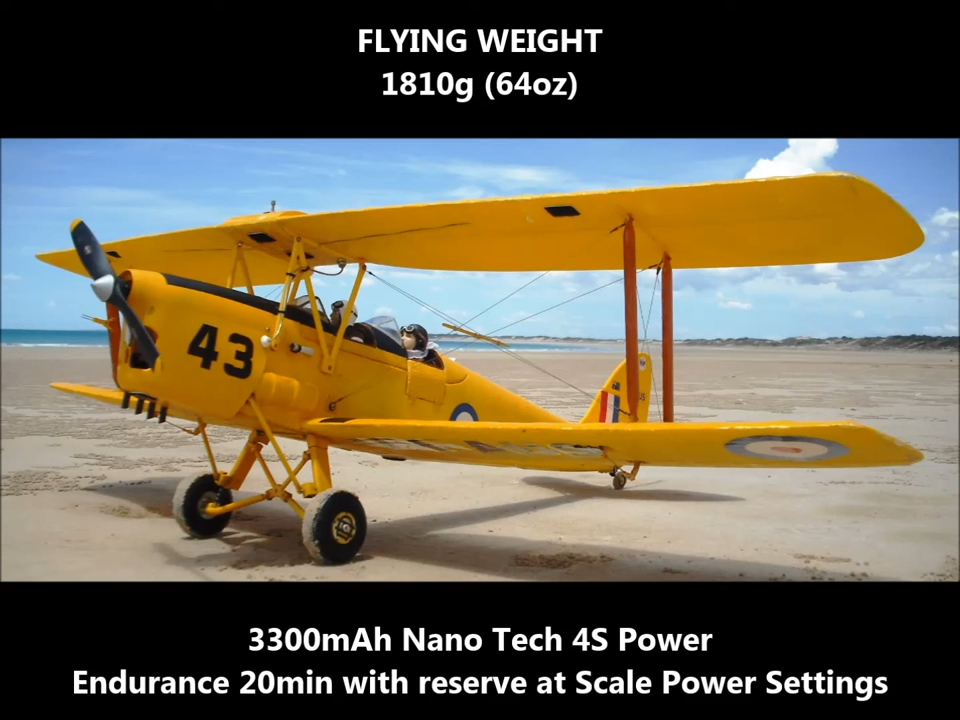 FLYING WEIGHT
1810g (64oz)
43
3300mAh Nano Tech 4S Power
Endurance 20min with reserve at Scale Power Settings